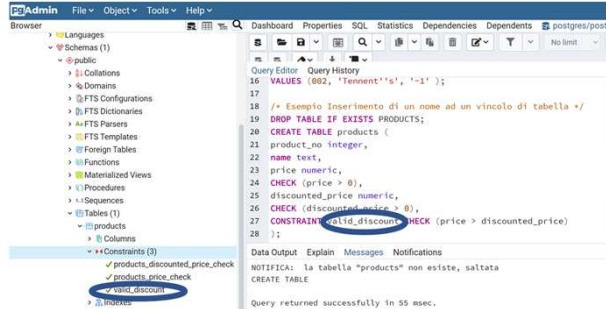 pgAdmin File Object Tools Help
Browser
Dashboard Properties SQL Statistics Dependencies Dependents postgres/post
Languages
Schemas (1)
public
Collations
Domains
FTS Configurations
FTS Dictionaries
FTS Parsers
FTS Templates
Foreign Tables
Functions
Materialized Views
Procedures
Sequences
Tables (1)
products
Columns
Constraints (3)
products_discounted_price_check
products_price_check
valid_discount
Indexes
No limit
Query Editor Query History
16 VALUES (002, 'Tennent''s', '-1' );
17
18 /* Esempio Inserimento di un nome ad un vincolo di tabella */
19 DROP TABLE IF EXISTS PRODUCTS;
20 CREATE TABLE products (
21 product_no integer,
22 name text,
23 price numeric,
24 CHECK (price > 0),
25 discounted_price numeric,
26 CHECK (discounted_price > 0),
27 CONSTRAINT valid_discount CHECK (price > discounted_price)
28 );
Data Output Explain Messages Notifications
NOTIFICA: la tabella "products" non esiste, saltata
CREATE TABLE
Query returned successfully in 55 msec.